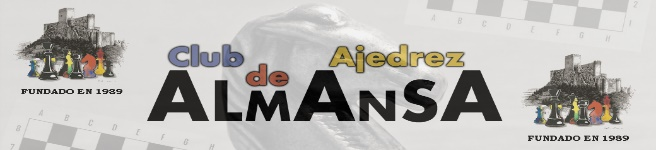 Club de Ajedrez
ALMANSA
FUNDADO EN 1989
FUNDADO EN 1989
A B C D E F G H
A B C D E F G H